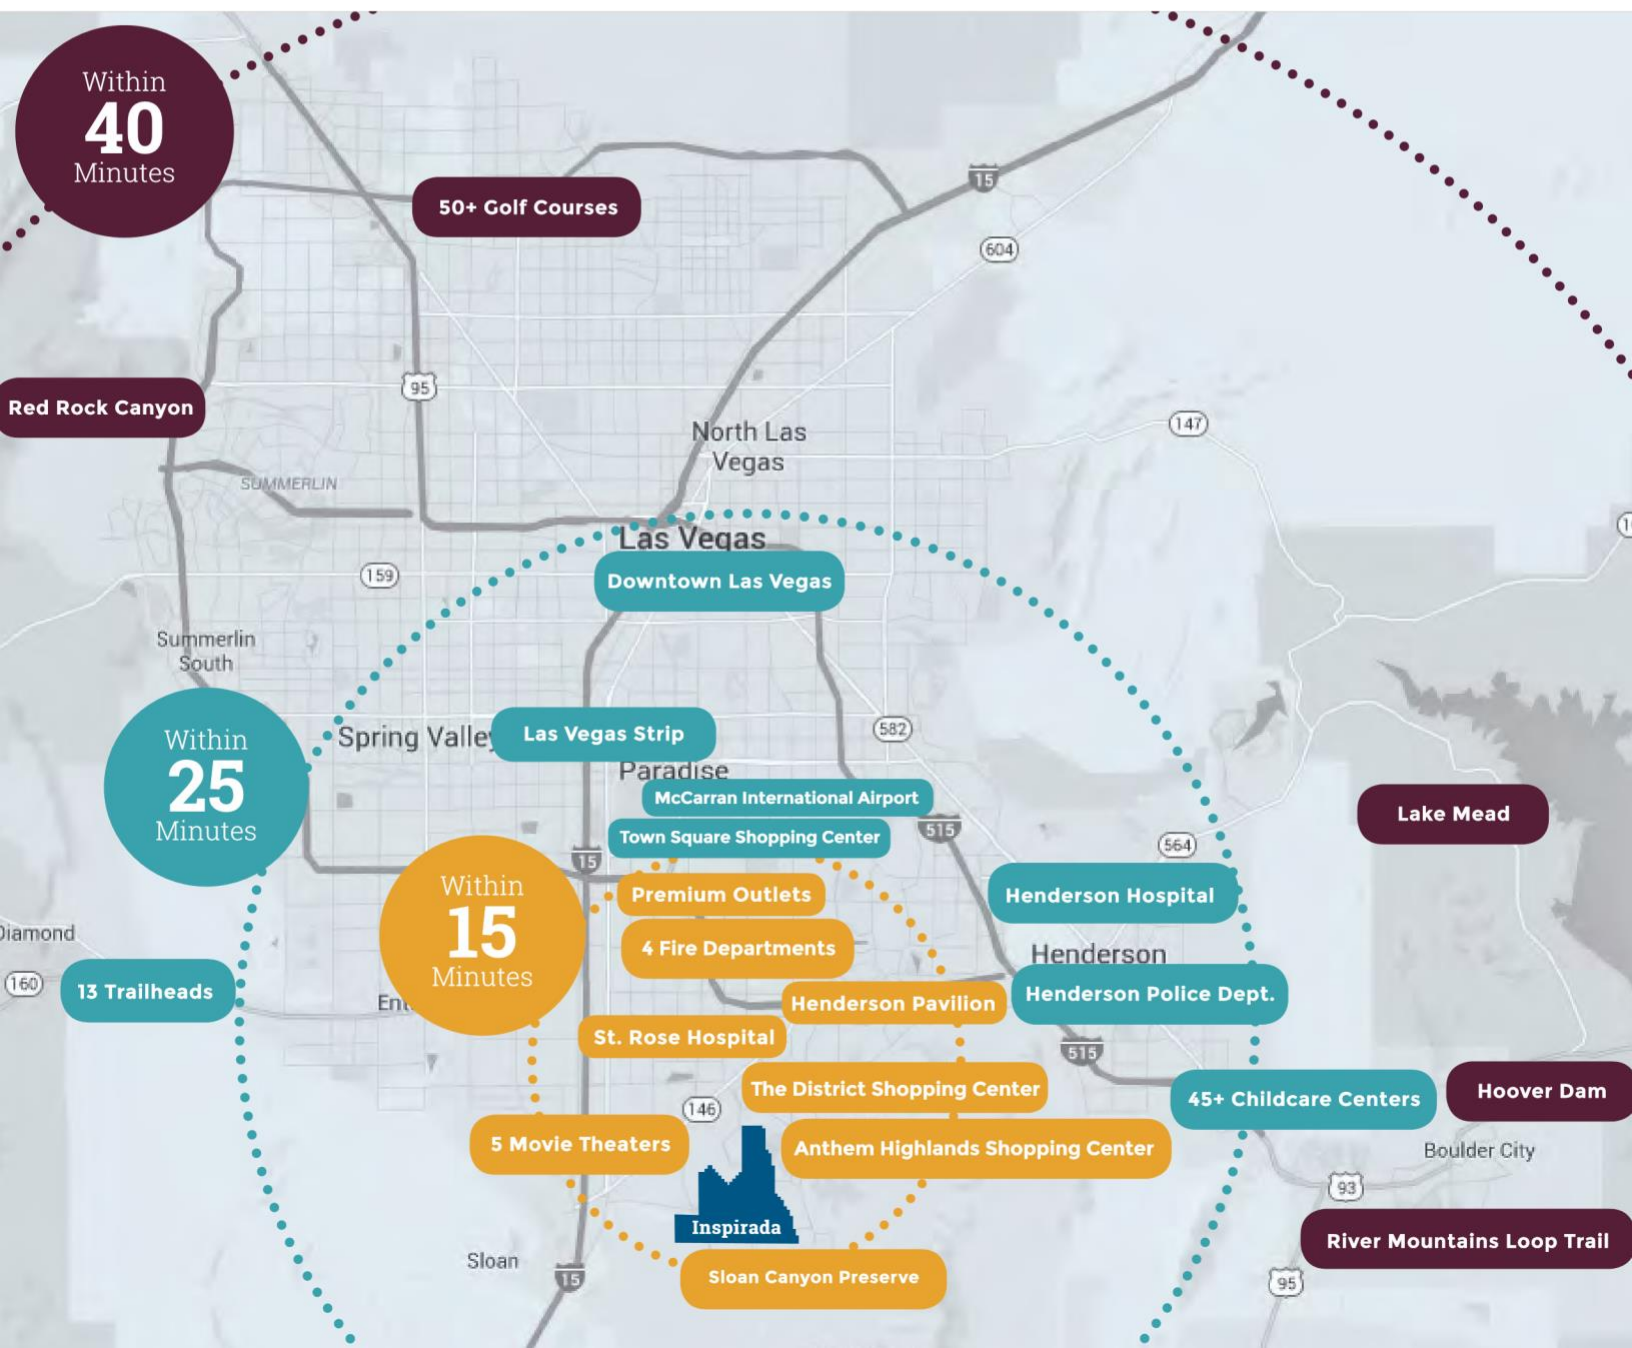 Within
40
Minutes
15
50+ Golf Courses
604
95
Red Rock Canyon
147
North Las
Vegas
SUMMERLIN
Las Vegas
159
Downtown Las Vegas
Summerlin
South
Within
25
Minutes
Spring Valley
Las Vegas Strip
582
Paradise
McCarran International Airport
Lake Mead
Town Square Shopping Center
515
564
15
Within
15
Minutes
Premium Outlets
Henderson Hospital
Diamond
4 Fire Departments
Henderson
160
13 Trailheads
Ent
Henderson Pavilion
Henderson Police Dept.
St. Rose Hospital
515
The District Shopping Center
45+ Childcare Centers
Hoover Dam
146
5 Movie Theaters
Anthem Highlands Shopping Center
Boulder City
93
Inspirada
River Mountains Loop Trail
Sloan
15
Sloan Canyon Preserve
95